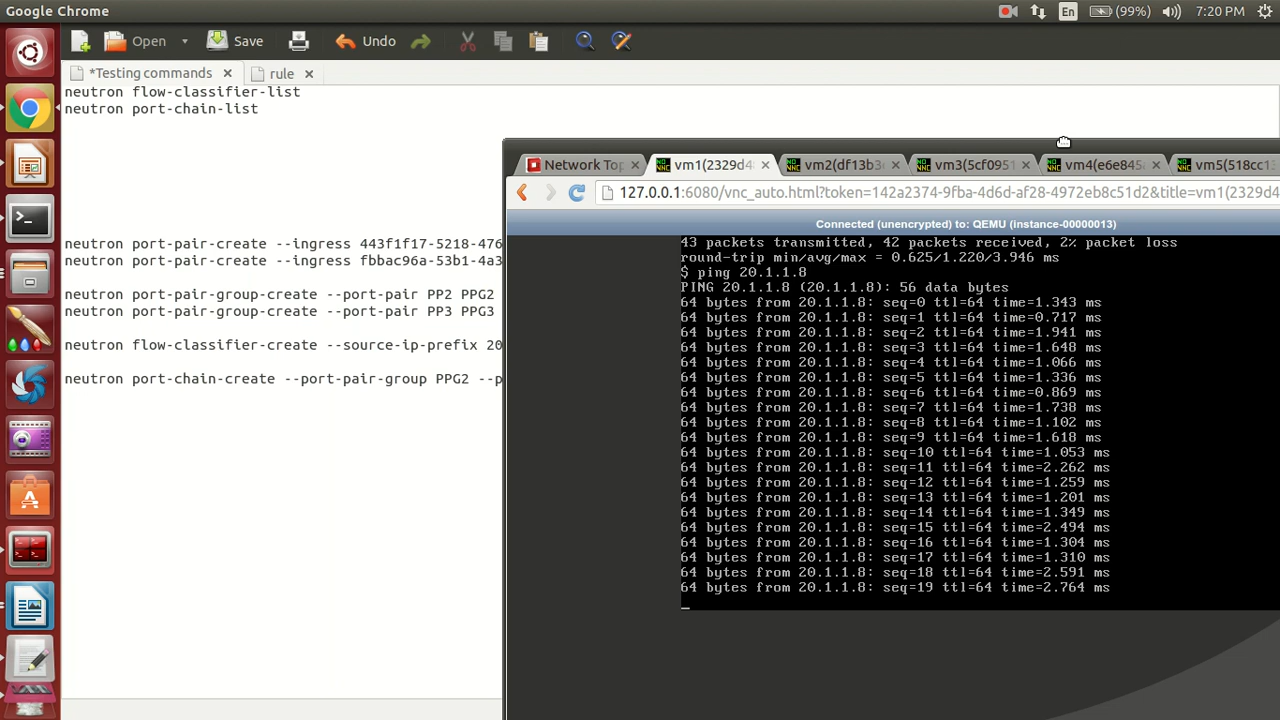 Google Chrome
En
(99%)
7:20 PM
Open
Save
Undo
*Testing commands
rule
neutron flow-classifier-list
neutron port-chain-list
neutron port-pair-create --ingress 443f1f17-5218-476
neutron port-pair-create --ingress fbbac96a-53b1-4a3
neutron port-pair-group-create --port-pair PP2 PPG2
neutron port-pair-group-create --port-pair PP3 PPG3
neutron flow-classifier-create --source-ip-prefix 20
neutron port-chain-create --port-pair-group PPG2 --p
Network Top
vm1(2329d4
vm2(df13b3
vm3(5cf0951
vm4(e6e845
vm5(518cc13
127.0.0.1:6080/vnc_auto.html?token=142a2374-9fba-4d6d-af28-4972eb8c51d2&title=vm1(2329d4
Connected (unencrypted) to: QEMU (instance-00000013)
43 packets transmitted, 42 packets received, 2% packet loss
round-trip min/avg/max = 0.625/1.220/3.946 ms
$ ping 20.1.1.8
PING 20.1.1.8 (20.1.1.8): 56 data bytes
64 bytes from 20.1.1.8: seq=0 ttl=64 time=1.343 ms
64 bytes from 20.1.1.8: seq=1 ttl=64 time=0.717 ms
64 bytes from 20.1.1.8: seq=2 ttl=64 time=1.941 ms
64 bytes from 20.1.1.8: seq=3 ttl=64 time=1.648 ms
64 bytes from 20.1.1.8: seq=4 ttl=64 time=1.066 ms
64 bytes from 20.1.1.8: seq=5 ttl=64 time=1.336 ms
64 bytes from 20.1.1.8: seq=6 ttl=64 time=0.869 ms
64 bytes from 20.1.1.8: seq=7 ttl=64 time=1.738 ms
64 bytes from 20.1.1.8: seq=8 ttl=64 time=1.102 ms
64 bytes from 20.1.1.8: seq=9 ttl=64 time=1.618 ms
64 bytes from 20.1.1.8: seq=10 ttl=64 time=1.053 ms
64 bytes from 20.1.1.8: seq=11 ttl=64 time=2.262 ms
64 bytes from 20.1.1.8: seq=12 ttl=64 time=1.259 ms
64 bytes from 20.1.1.8: seq=13 ttl=64 time=1.201 ms
64 bytes from 20.1.1.8: seq=14 ttl=64 time=1.349 ms
64 bytes from 20.1.1.8: seq=15 ttl=64 time=2.494 ms
64 bytes from 20.1.1.8: seq=16 ttl=64 time=1.304 ms
64 bytes from 20.1.1.8: seq=17 ttl=64 time=1.310 ms
64 bytes from 20.1.1.8: seq=18 ttl=64 time=2.591 ms
64 bytes from 20.1.1.8: seq=19 ttl=64 time=2.764 ms